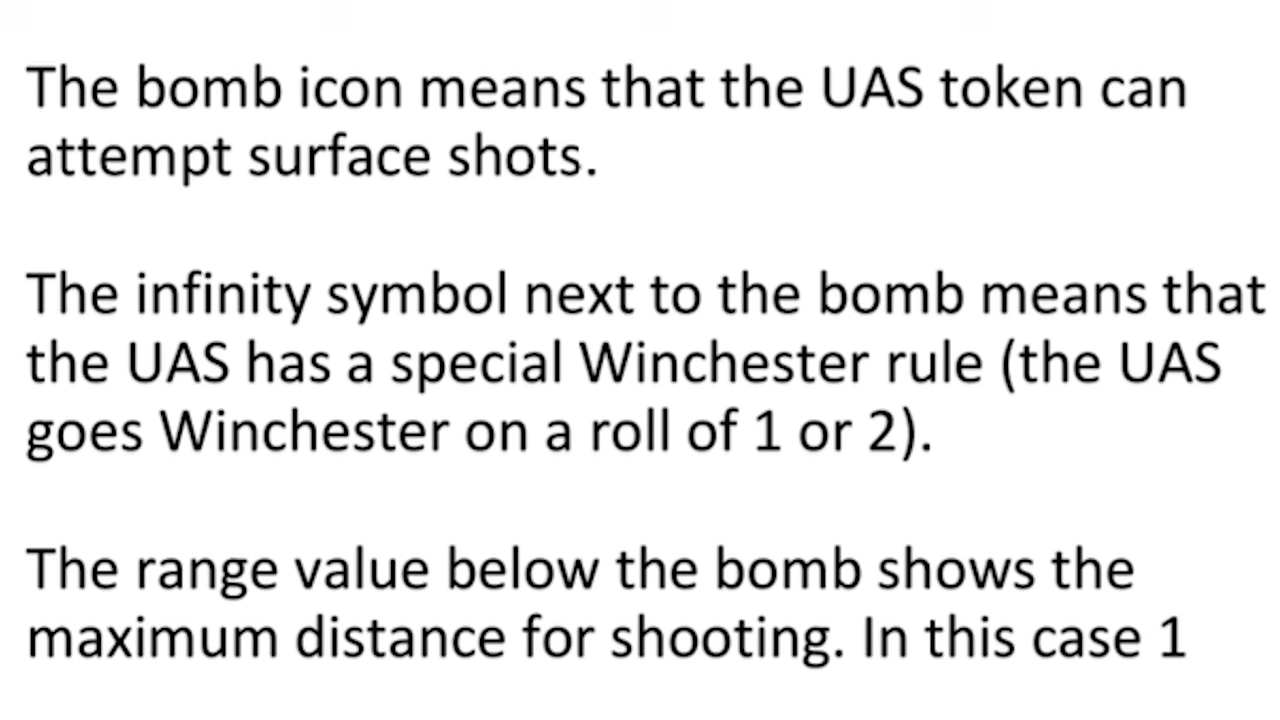 The bomb icon means that the UAS token can
attempt surface shots.
The infinity symbol next to the bomb means that
the UAS has a special Winchester rule (the UAS
goes Winchester on a roll of 1 or 2).
The range value below the bomb shows the
maximum distance for shooting. In this case 1